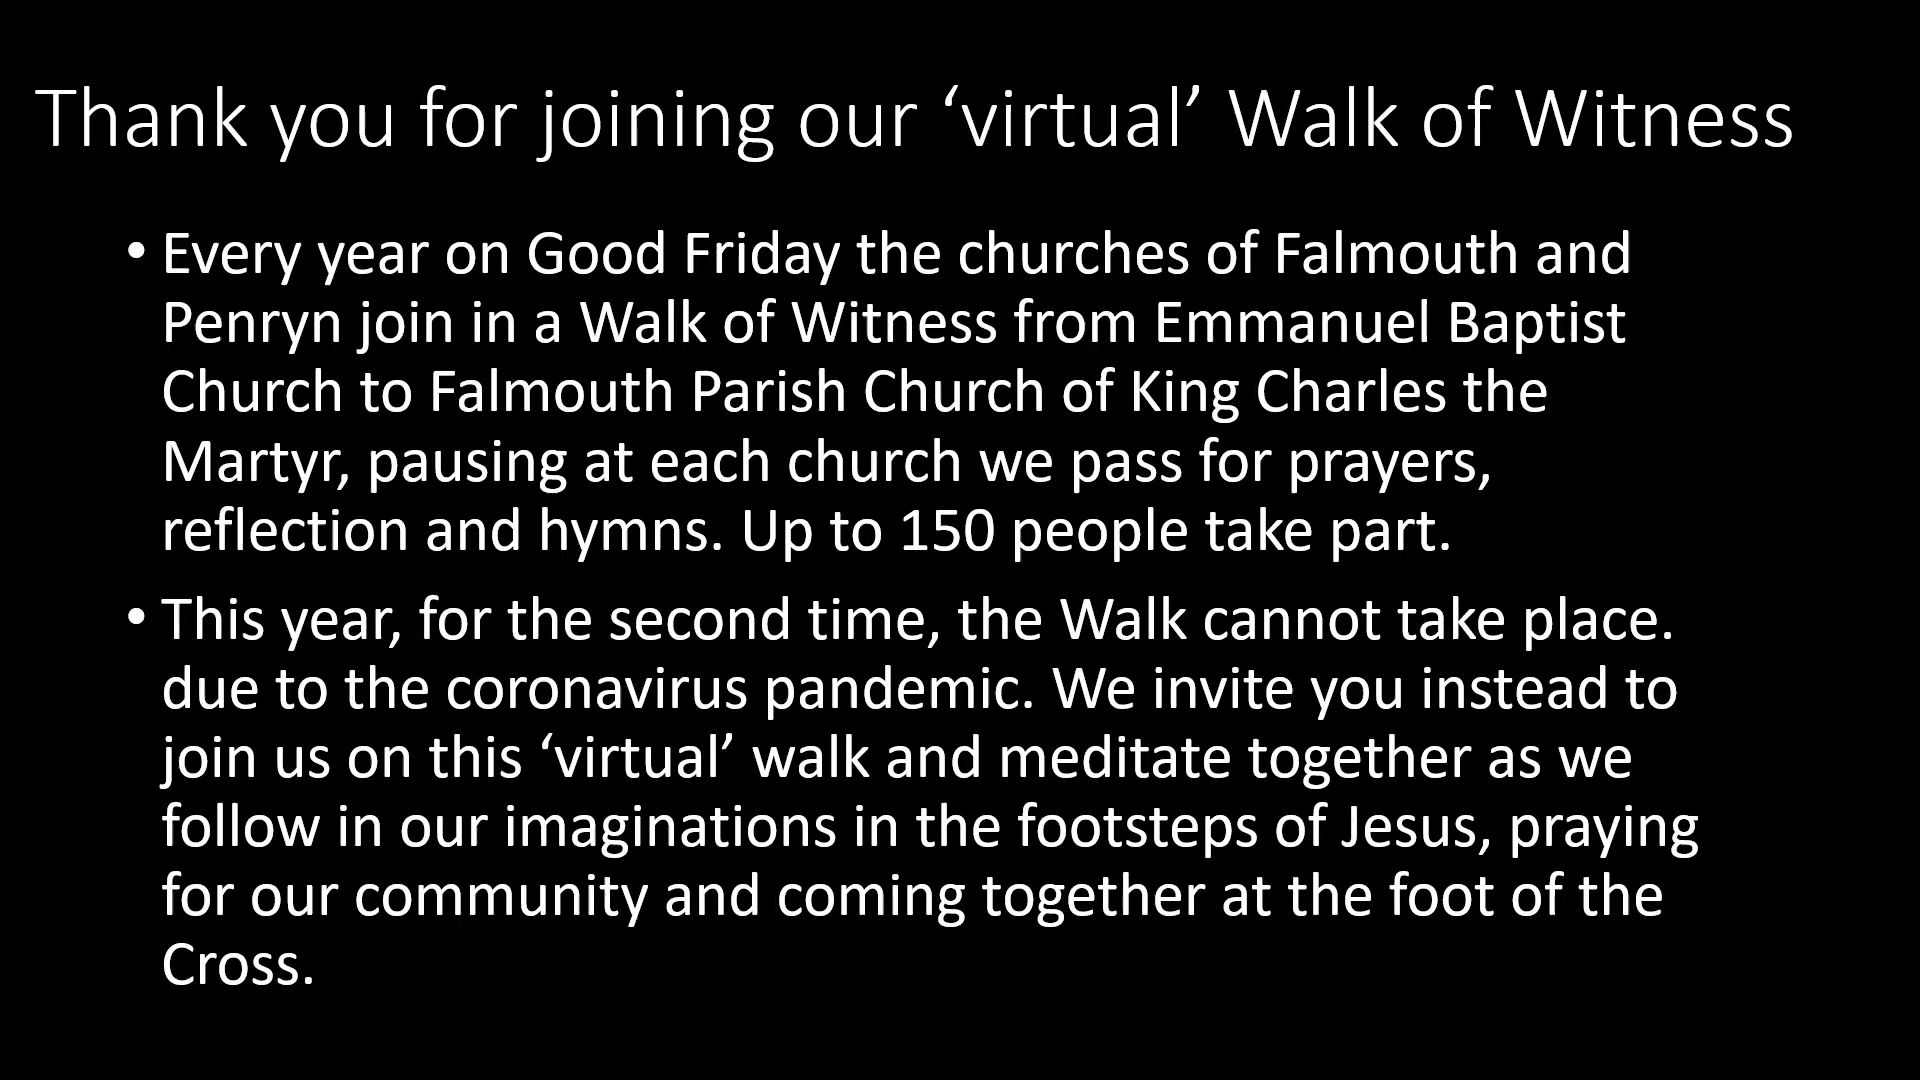 Thank you for joining our ‘virtual’ Walk of Witness
• Every year on Good Friday the churches of Falmouth and
Penryn join in a Walk of Witness from Emmanuel Baptist
Church to Falmouth Parish Church of King Charles the
Martyr, pausing at each church we pass for prayers,
reflection and hymns. Up to 150 people take part.
• This year, for the second time, the Walk cannot take place.
due to the coronavirus pandemic. We invite you instead to
join us on this ‘virtual’ walk and meditate together as we
follow in our imaginations in the footsteps of Jesus, praying
for our community and coming together at the foot of the
Cross.